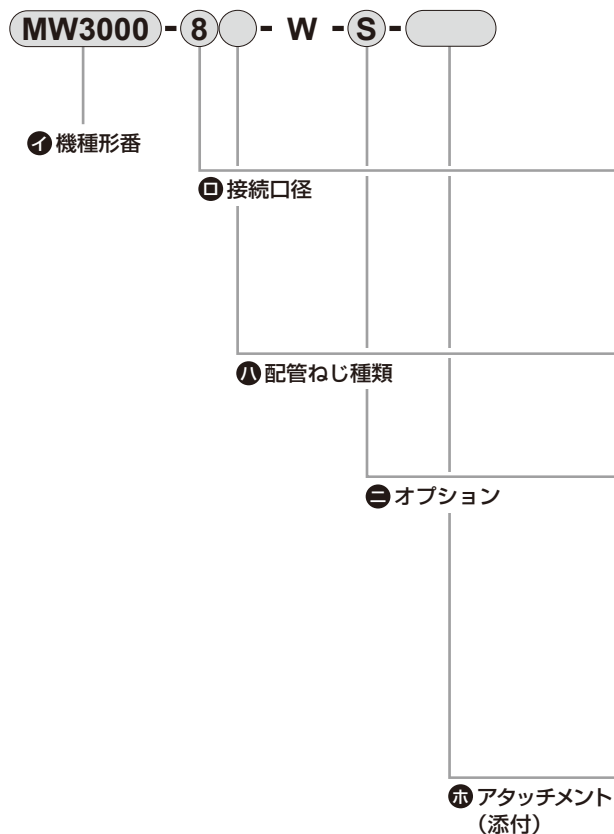 MW3000-8 - W -S-
イ 機種形番
ロ 接続口径
ハ 配管ねじ種類
ニ オプション
ホ アタッチメント
（添付）